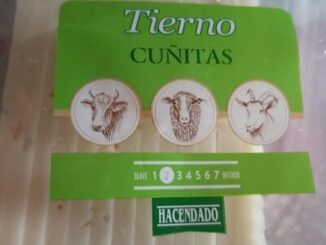 Tierno
CUÑITAS
SUAVE 1 2 3 4 5 6 7 INTENSO
HACENDADO